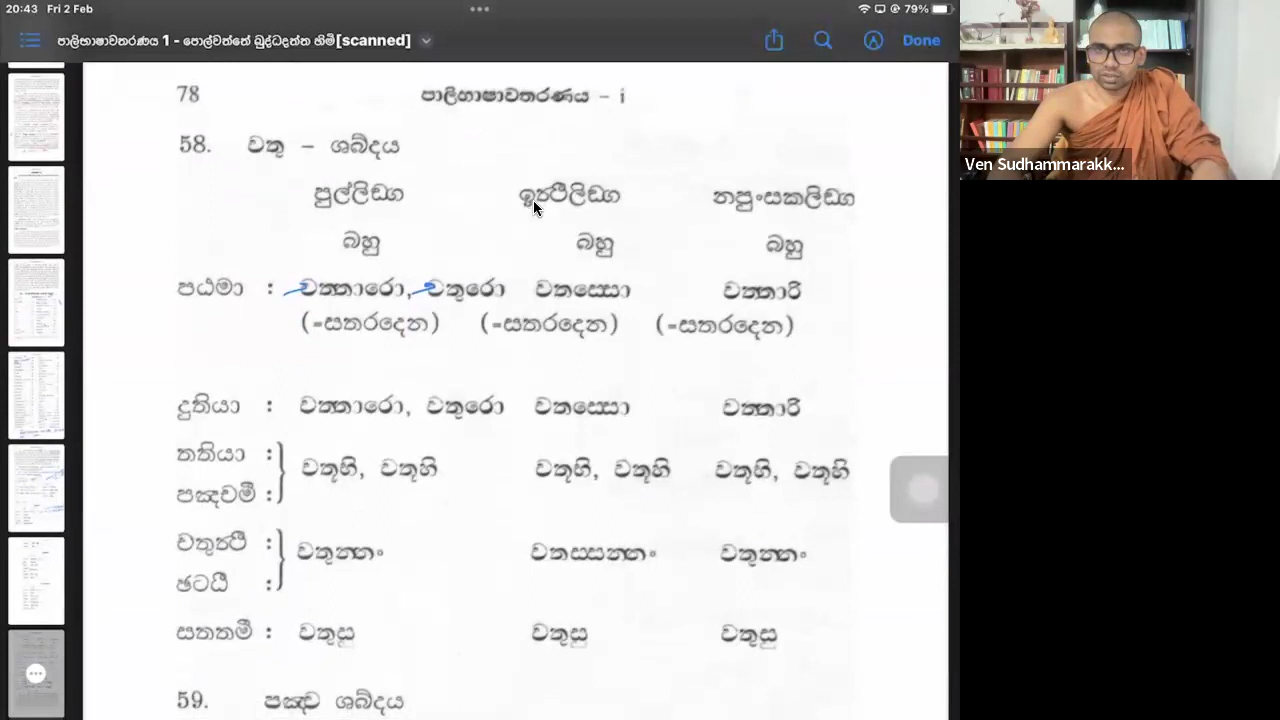 20:43 Fri 2 Feb 79%
පාලිභාෂාවතරණය 1 - පොල්වත්තේ බුද්ධදත්ත හිමි[scanned] Done
78 පාලිභාෂාවතරණය – i
58. චතු – ශබ්දය
පුල්ලිඞ්ග ඉත්ථිලිඞ්ග නපුංසකලිඞ්ග
බහු බහු බහු
පඨමා : චත්තාරො, චතුරො චතස්සො චත්තාරි
(=සතරදෙන) (=සතරදෙන) (=සතරදෙන)
දුතියා : චත්තාරො, චතුරො චතස්සො චත්තාරි
තතියා : චතූභි, චතූහි චතූභි, චතූහි චතූභි, චතූහි
පඤ්චමී :
චතුත්ථි : චතුන්නං චතස්සන්නං චතුන්නං
ඡට්ඨී :
සත්තමී : චතුසු චතුසු චතුසු
59. පඤ්ච ශබ්දය
Ven Sudhammarakk...